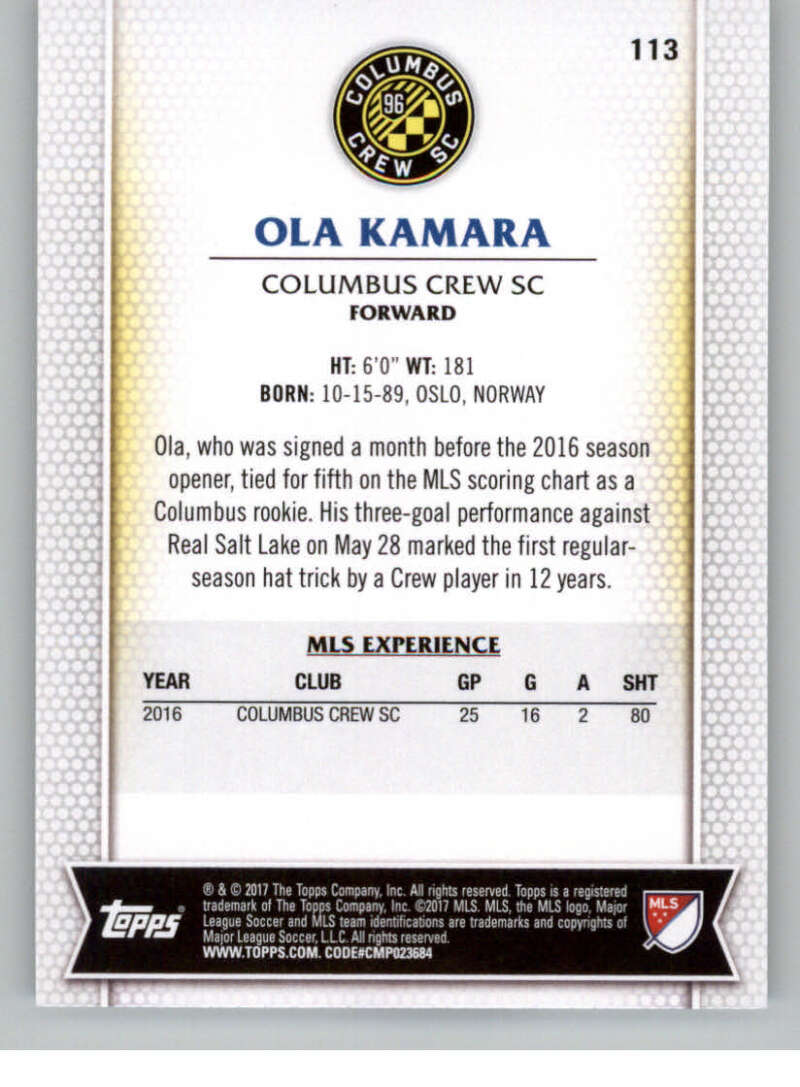 113
COLUMBUS
96
CREW SC
OLA KAMARA
COLUMBUS CREW SC
FORWARD
HT: 6'0" WT: 181
BORN: 10-15-89, OSLO, NORWAY
Ola, who was signed a month before the 2016 season
opener, tied for fifth on the MLS scoring chart as a
Columbus rookie. His three-goal performance against
Real Salt Lake on May 28 marked the first regular-
season hat trick by a Crew player in 12 years.
MLS EXPERIENCE
YEAR CLUB GP G A SHT
2016 COLUMBUS CREW SC 25 16 2 80
topps®
® & © 2017 The Topps Company, Inc. All rights reserved. Topps is a registered
trademark of The Topps Company, Inc. ©2017 MLS. MLS, the MLS logo, Major
League Soccer and MLS team identifications are trademarks and copyrights of
Major League Soccer, L.L.C. All rights reserved.
WWW.TOPPS.COM. CODE#CMP023684
MLS